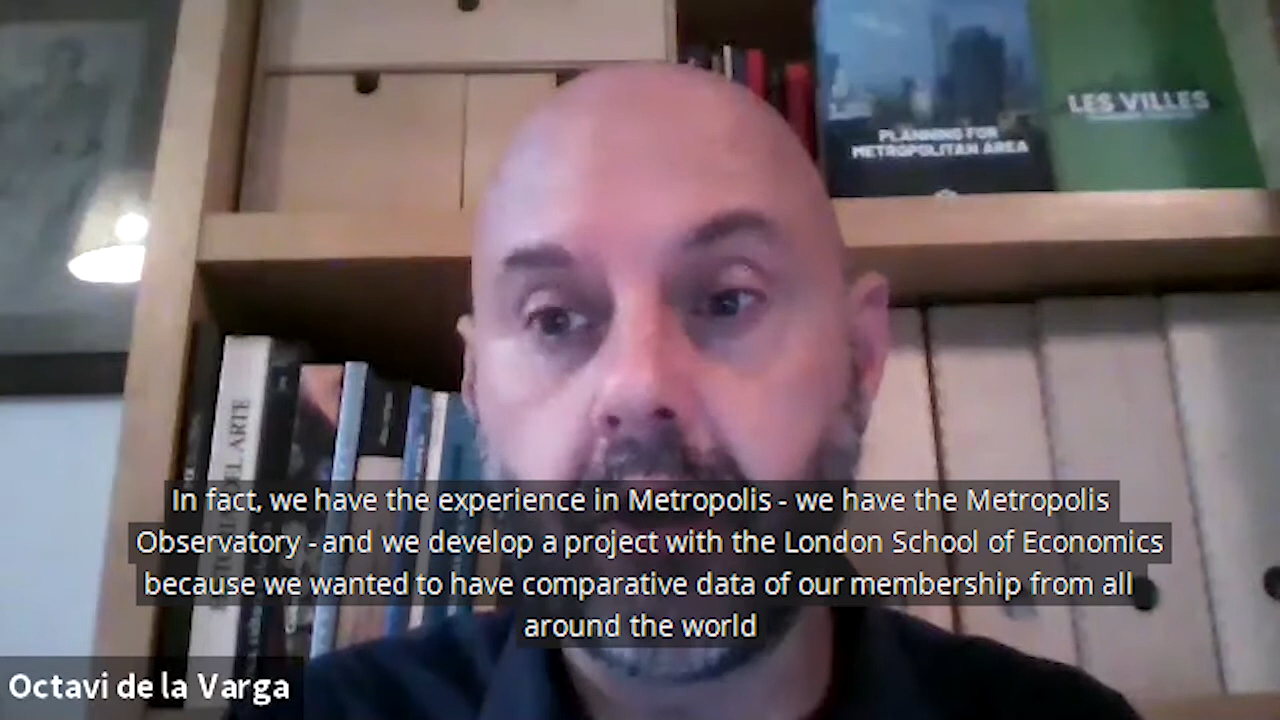 PLANNING FOR
METROPOLITAN AREA
LES VILLES
DEL ARTE
In fact, we have the experience in Metropolis - we have the Metropolis
Observatory - and we develop a project with the London School of Economics
because we wanted to have comparative data of our membership from all
around the world
Octavi de la Varga